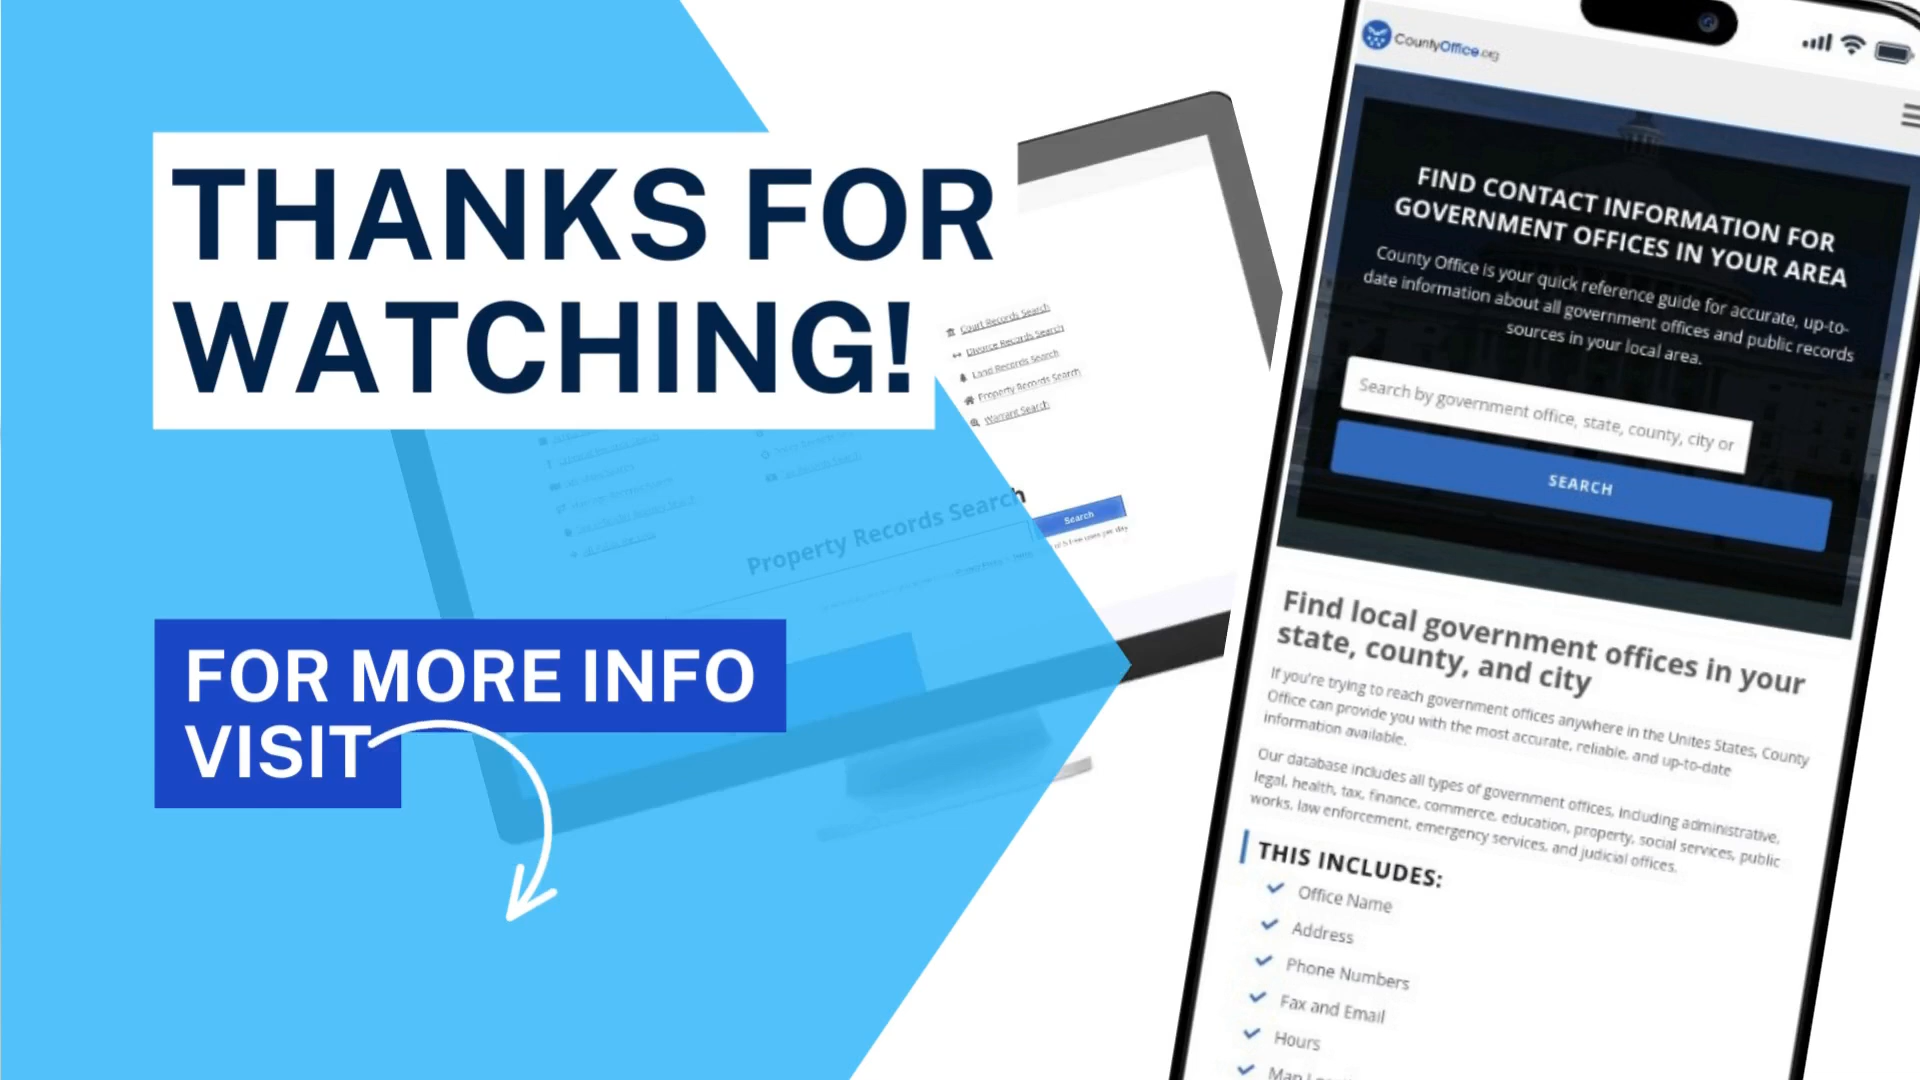 THANKS FOR
WATCHING!
FOR MORE INFO
VISIT
Court Records Search
Divorce Records Search
Land Records Search
Property Records Search
Warrant Search
Property Records Search
Search
CountyOffice.org
FIND CONTACT INFORMATION FOR
GOVERNMENT OFFICES IN YOUR AREA
County Office is your quick reference guide for accurate, up-to-
date information about all government offices and public records
sources in your local area.
Search by government office, state, county, city or
SEARCH
Find local government offices in your
state, county, and city
If you're trying to reach government offices anywhere in the Unites States, County
Office can provide you with the most accurate, reliable, and up-to-date
information available.
Our database includes all types of government offices, including administrative,
legal, health, tax, finance, commerce, education, property, social services, public
works, law enforcement, emergency services, and judicial offices.
THIS INCLUDES:
Office Name
Address
Phone Numbers
Fax and Email
Hours